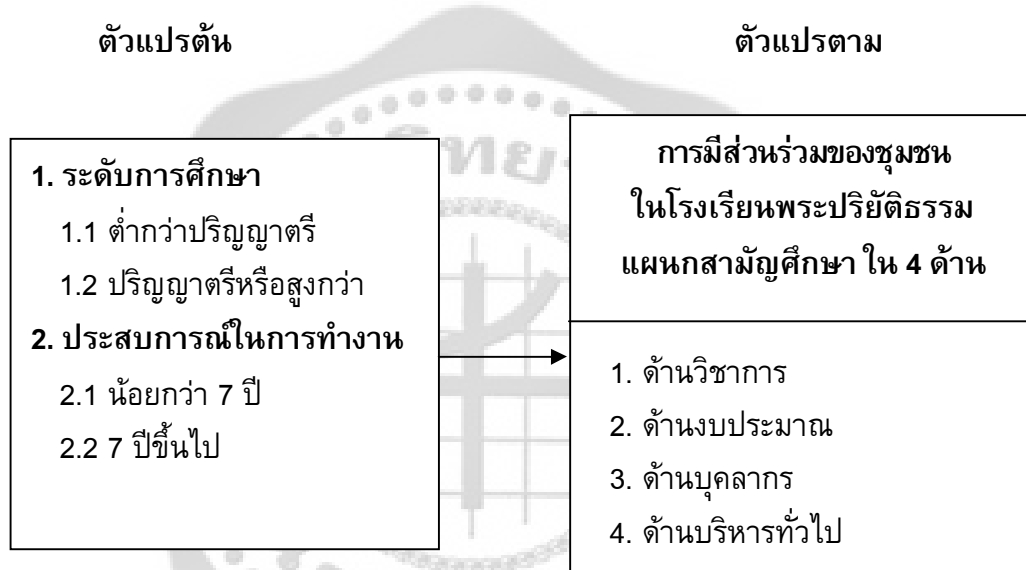 ตัวแปรต้น
ตัวแปรตาม
1. ระดับการศึกษา
1.1 ต่ำกว่าปริญญาตรี
1.2 ปริญญาตรีหรือสูงกว่า
2. ประสบการณ์ในการทำงาน
2.1 น้อยกว่า 7 ปี
2.2 7 ปีขึ้นไป
การมีส่วนร่วมของชุมชน
ในโรงเรียนพระปริยัติธรรม
แผนกสามัญศึกษา ใน 4 ด้าน
1. ด้านวิชาการ
2. ด้านงบประมาณ
3. ด้านบุคลากร
4. ด้านบริหารทั่วไป